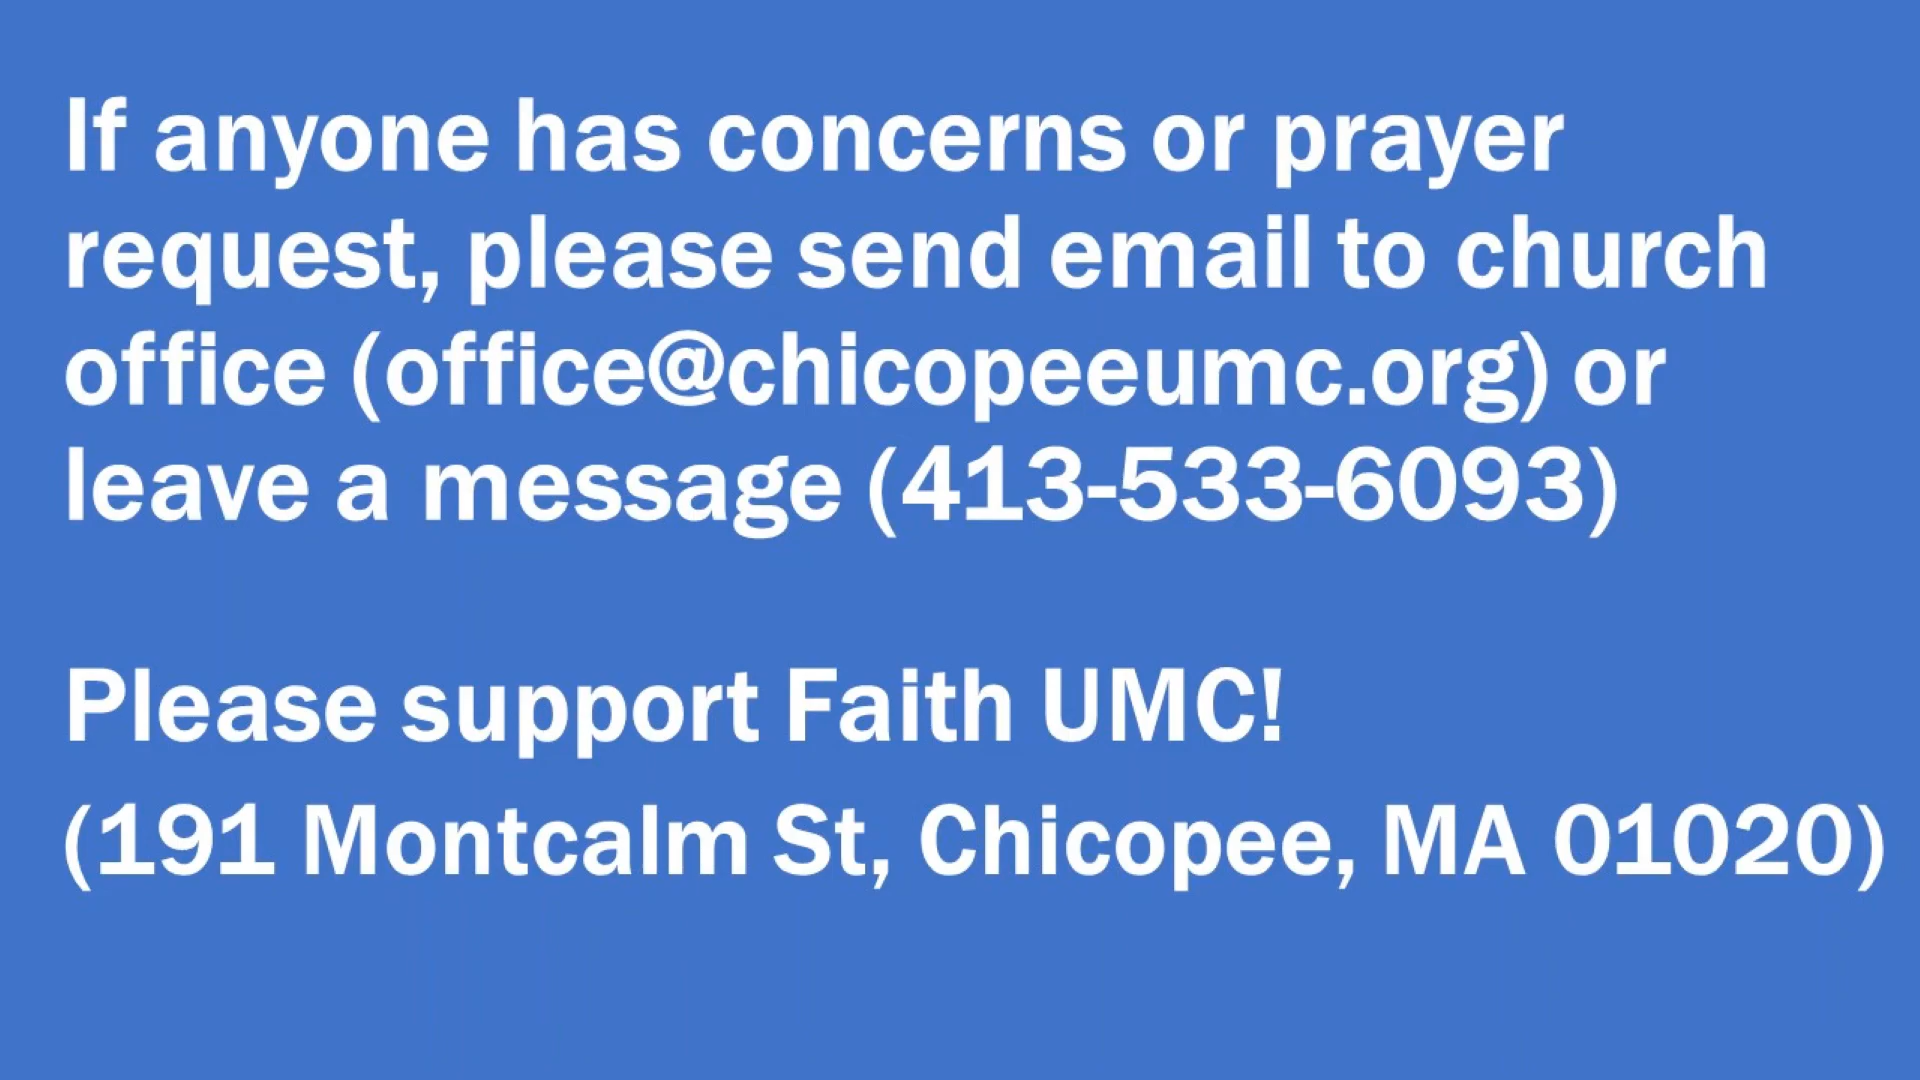 If anyone has concerns or prayer
request, please send email to church
office (office@chicopeeumc.org) or
leave a message (413-533-6093)
Please support Faith UMC!
(191 Montcalm St, Chicopee, MA 01020)